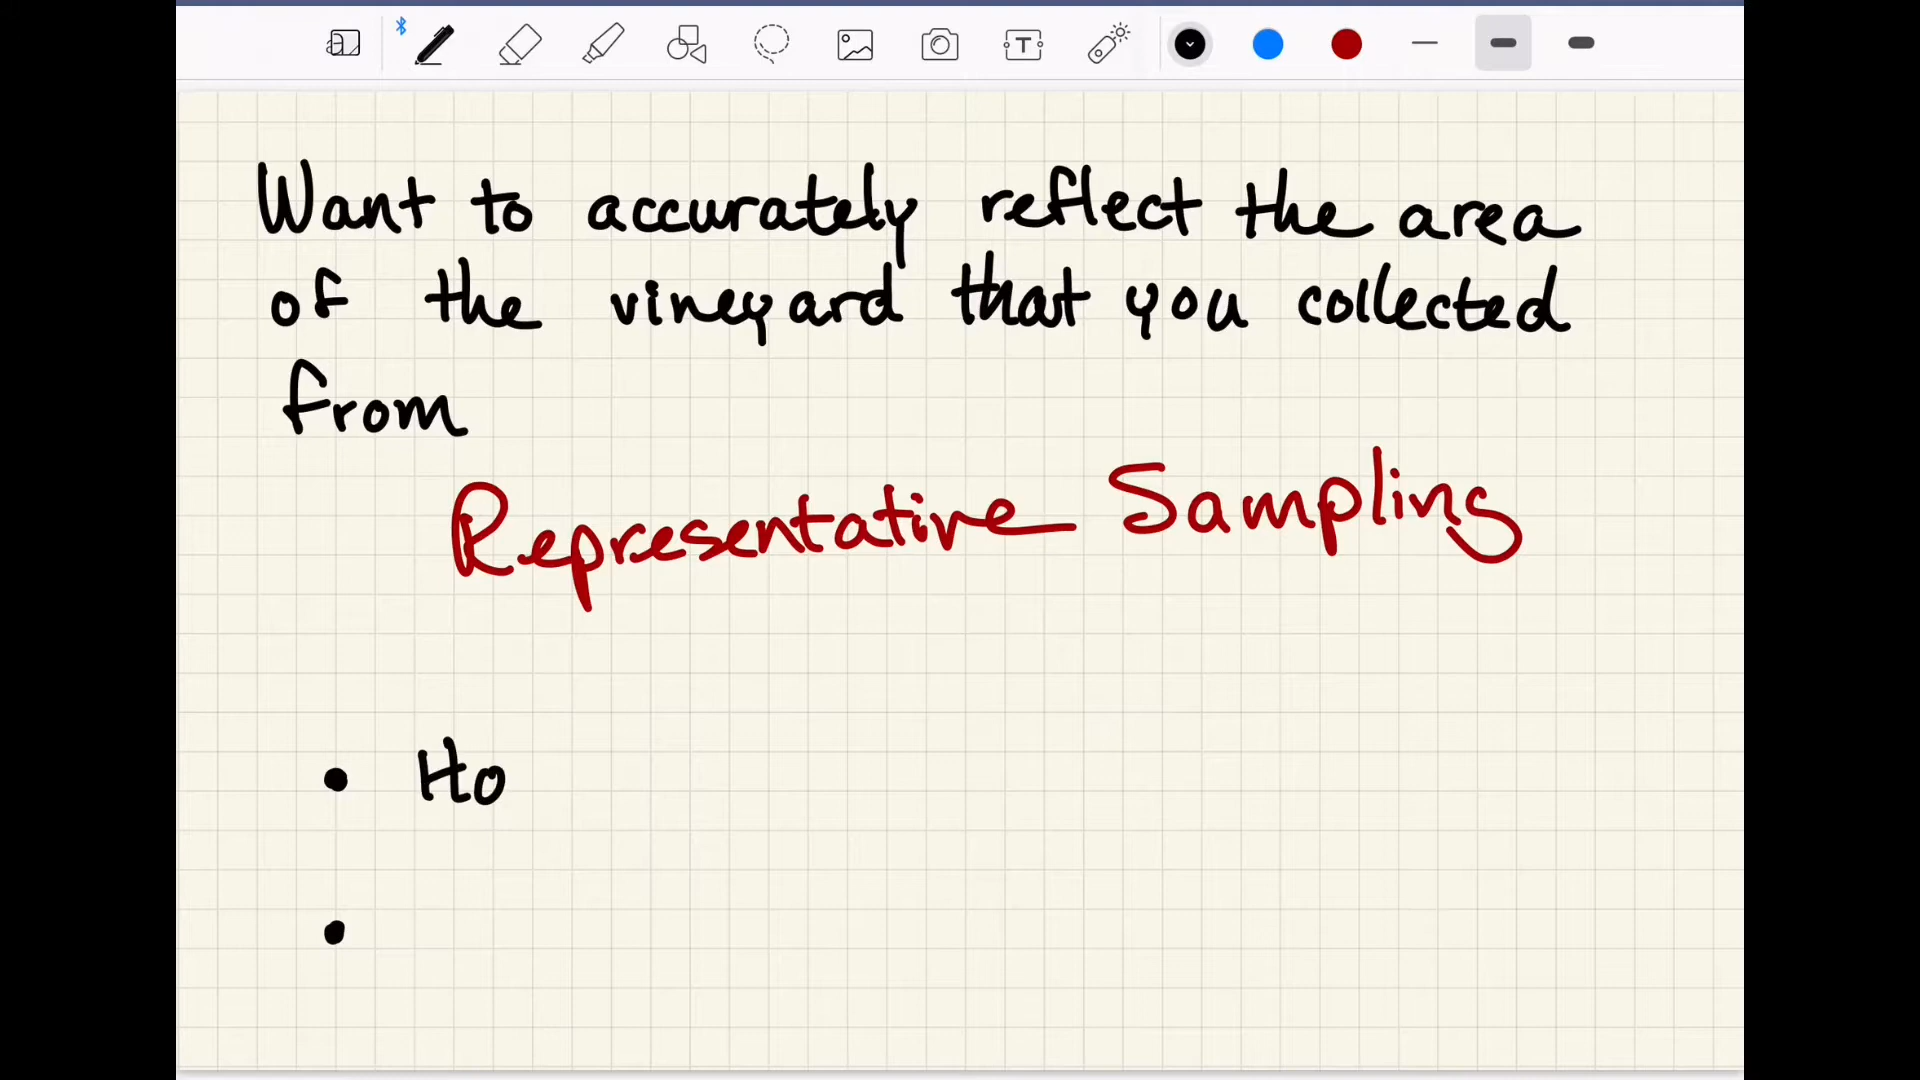 Want to accurately reflect the area
of the vineyard that you collected
from
Representative Sampling
• Ho
•